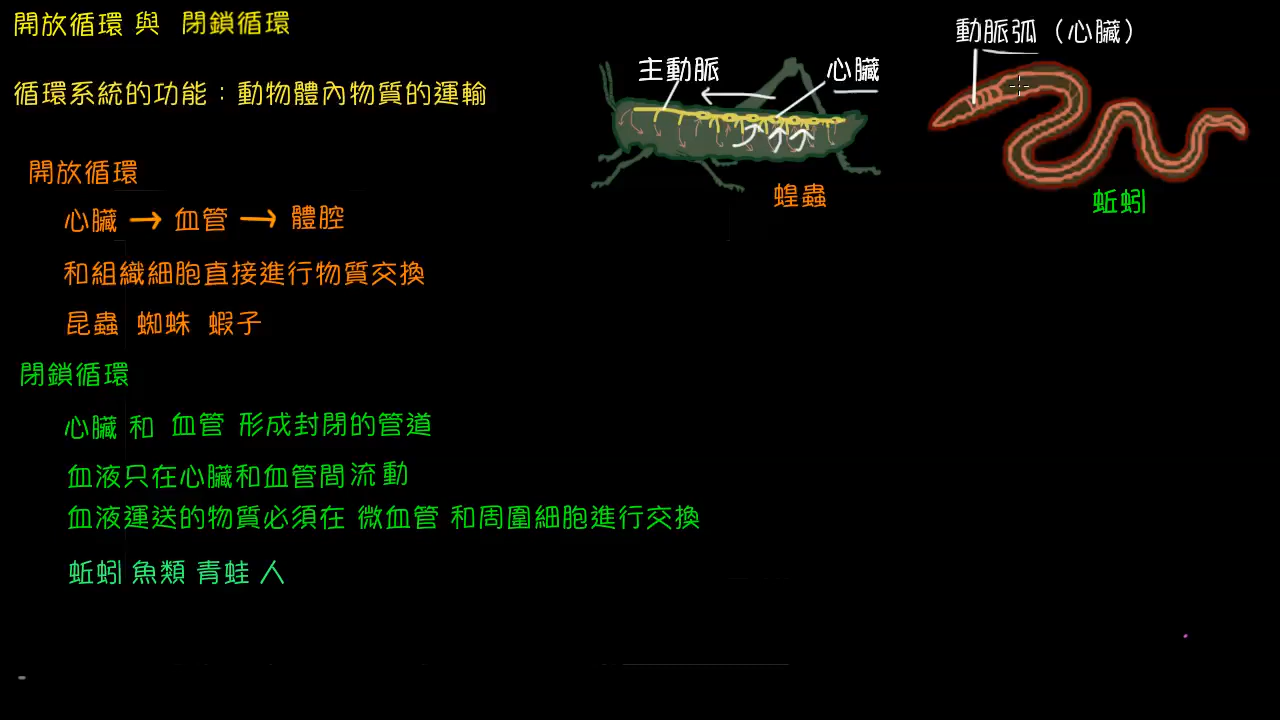 開放循環 與 閉鎖循環
循環系統的功能：動物體內物質的運輸
開放循環
心臟 → 血管 → 體腔
和組織細胞直接進行物質交換
昆蟲 蜘蛛 蝦子
閉鎖循環
心臟 和 血管 形成封閉的管道
血液只在心臟和血管間流動
血液運送的物質必須在 微血管 和周圍細胞進行交換
蚯蚓 魚類 青蛙 人
主動脈
心臟
蝗蟲
動脈弧（心臟）
蚯蚓